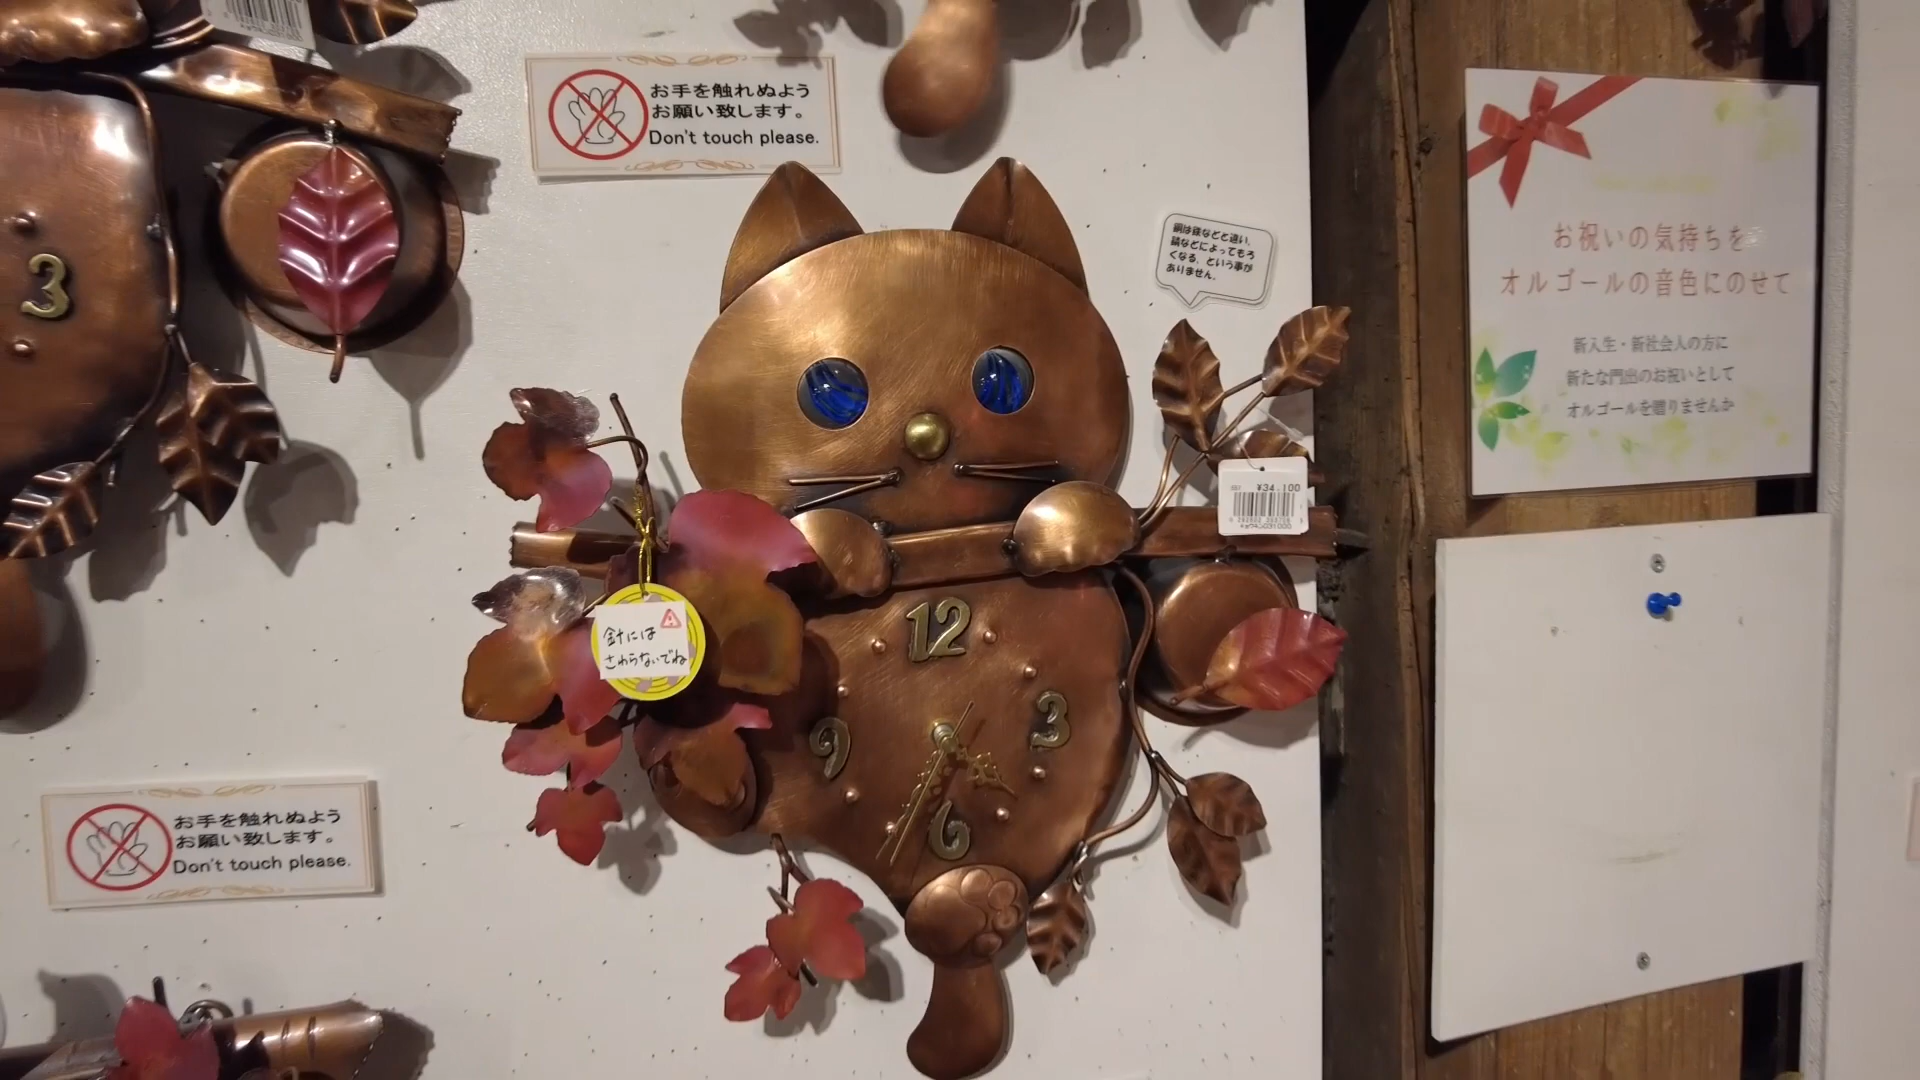 お手を触れぬよう
お願い致します。
Don't touch please.
銅は鉄などと違い、
錆などによってもろ
くなる、という事が
ありません。
お祝いの気持ちを
オルゴールの音色にのせて
新入生・新社会人の方に
新たな門出のお祝いとして
オルゴールを贈りませんか
3
¥34,100
針には
さわらないでね
12
3
9
6
お手を触れぬよう
お願い致します。
Don't touch please.